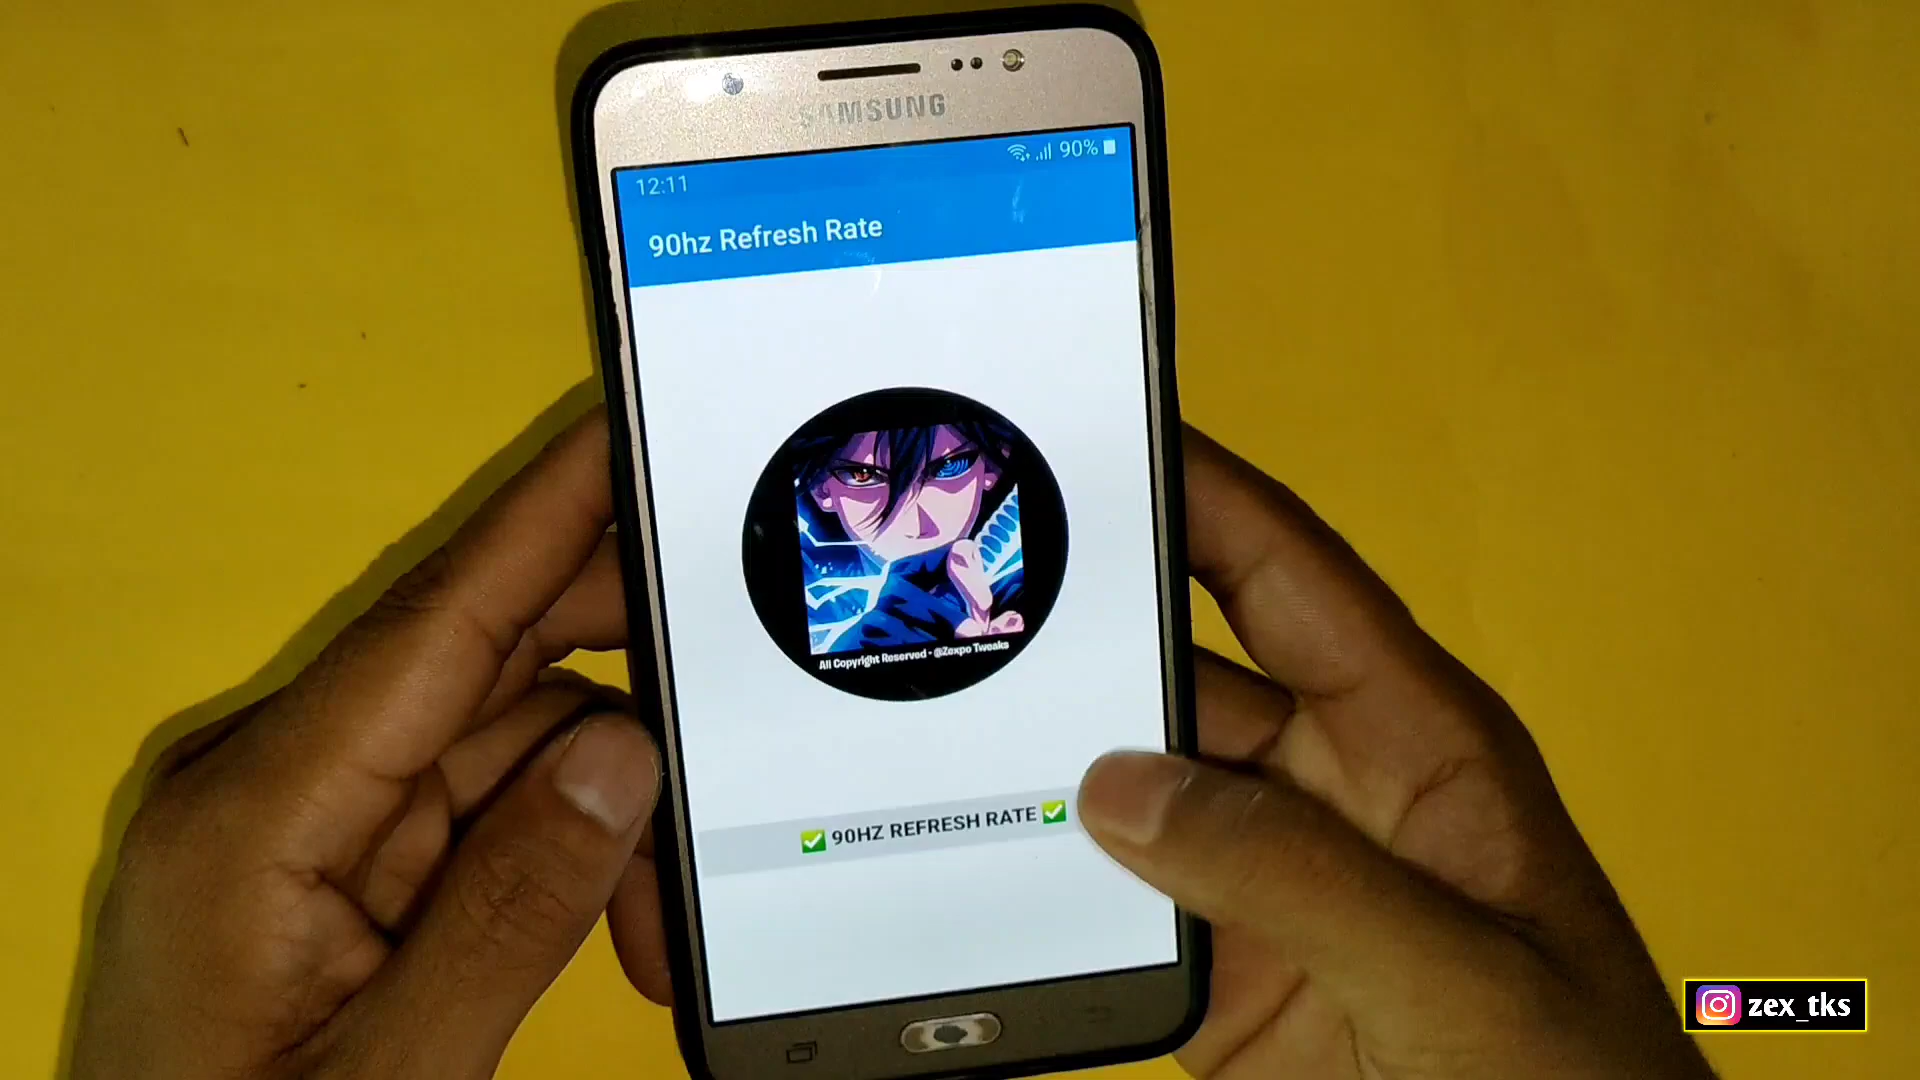 SAMSUNG
12:11
90%
90hz Refresh Rate
All Copyright Reserved - @Zexpo Tweaks
✅ 90HZ REFRESH RATE ✅
zex_tks